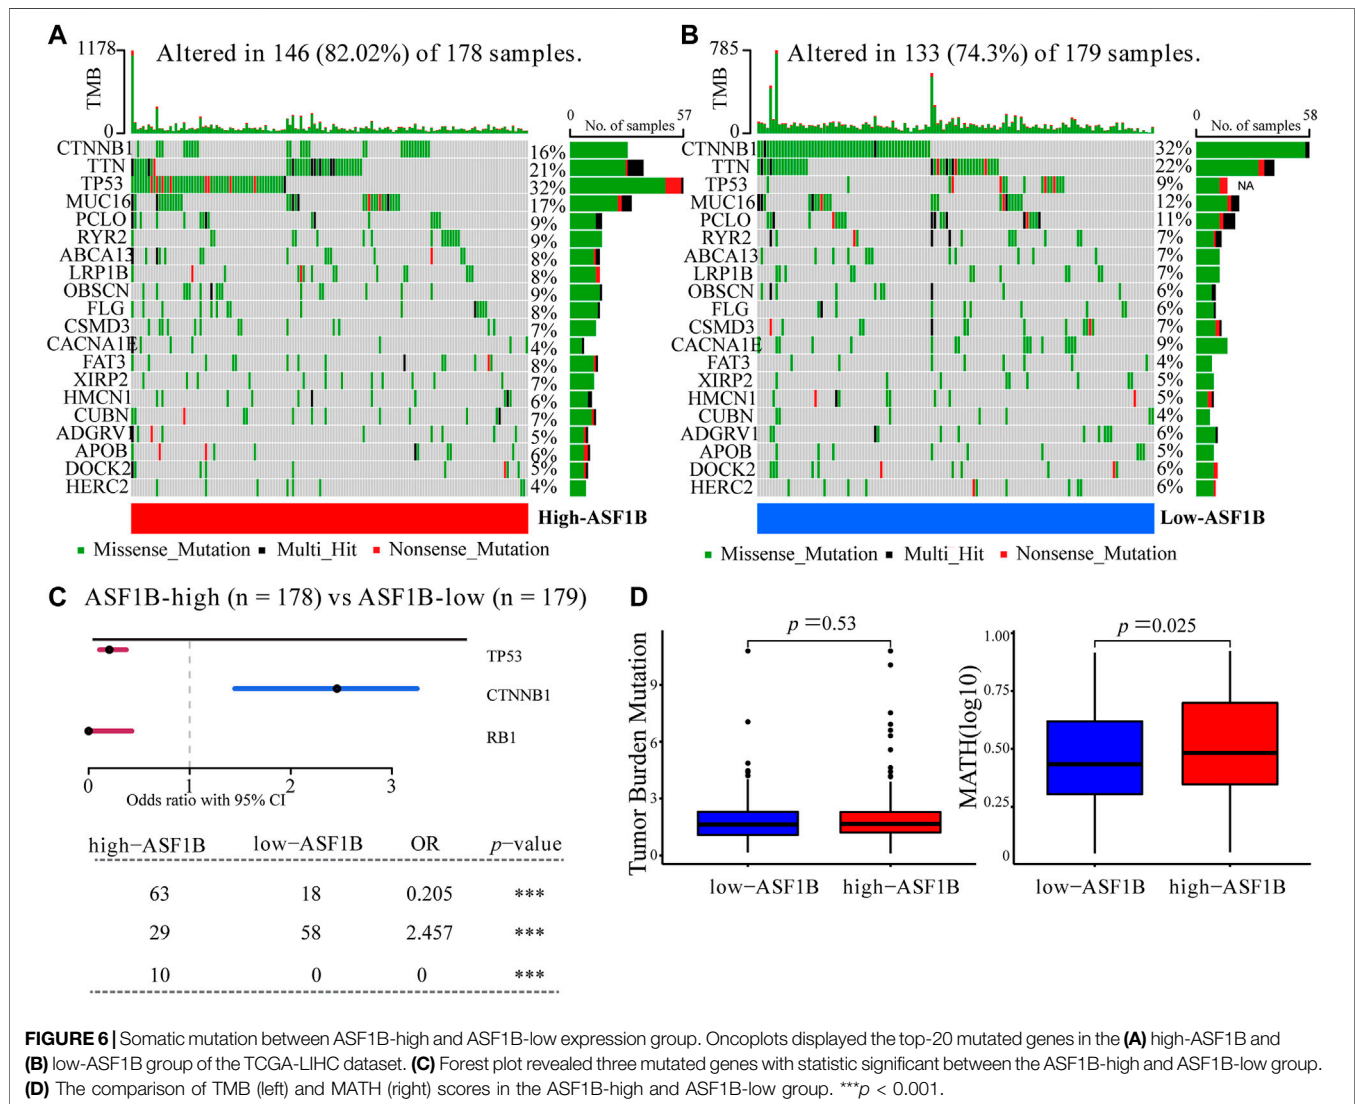 A
Altered in 146 (82.02%) of 178 samples.
1178
TMB
0
0 57
No. of samples
CTNNB1 16%
TTN 21%
TP53 32%
MUC16 17%
PCLO 9%
RYR2 9%
ABCA13 8%
LRP1B 8%
OBSCN 9%
FLG 8%
CSMD3 7%
CACNA1E 4%
FAT3 8%
XIRP2 7%
HMCN1 6%
CUBN 7%
ADGRV1 5%
APOB 6%
DOCK2 5%
HERC2 4%
High-ASF1B
Missense_Mutation Multi_Hit Nonsense_Mutation
B
Altered in 133 (74.3%) of 179 samples.
785
TMB
0
0 58
No. of samples
CTNNB1 32%
TTN 22%
TP53 9% NA
MUC16 12%
PCLO 11%
RYR2 7%
ABCA13 7%
LRP1B 7%
OBSCN 6%
FLG 6%
CSMD3 7%
CACNA1E 9%
FAT3 4%
XIRP2 5%
HMCN1 5%
CUBN 4%
ADGRV1 6%
APOB 5%
DOCK2 6%
HERC2 6%
Low-ASF1B
Missense_Mutation Multi_Hit Nonsense_Mutation
C ASF1B-high (n = 178) vs ASF1B-low (n = 179)
TP53
CTNNB1
RB1
0 1 2 3
Odds ratio with 95% CI
high−ASF1B low−ASF1B OR p−value
63 18 0.205 ***
29 58 2.457 ***
10 0 0 ***
D
Tumor Burden Mutation
9
6
3
0
p=0.53
low−ASF1B high−ASF1B
MATH(log10)
1.00
0.75
0.50
0.25
0
p=0.025
low−ASF1B high−ASF1B
FIGURE 6 | Somatic mutation between ASF1B-high and ASF1B-low expression group. Oncoplots displayed the top-20 mutated genes in the (A) high-ASF1B and
(B) low-ASF1B group of the TCGA-LIHC dataset. (C) Forest plot revealed three mutated genes with statistic significant between the ASF1B-high and ASF1B-low group.
(D) The comparison of TMB (left) and MATH (right) scores in the ASF1B-high and ASF1B-low group. ***p < 0.001.